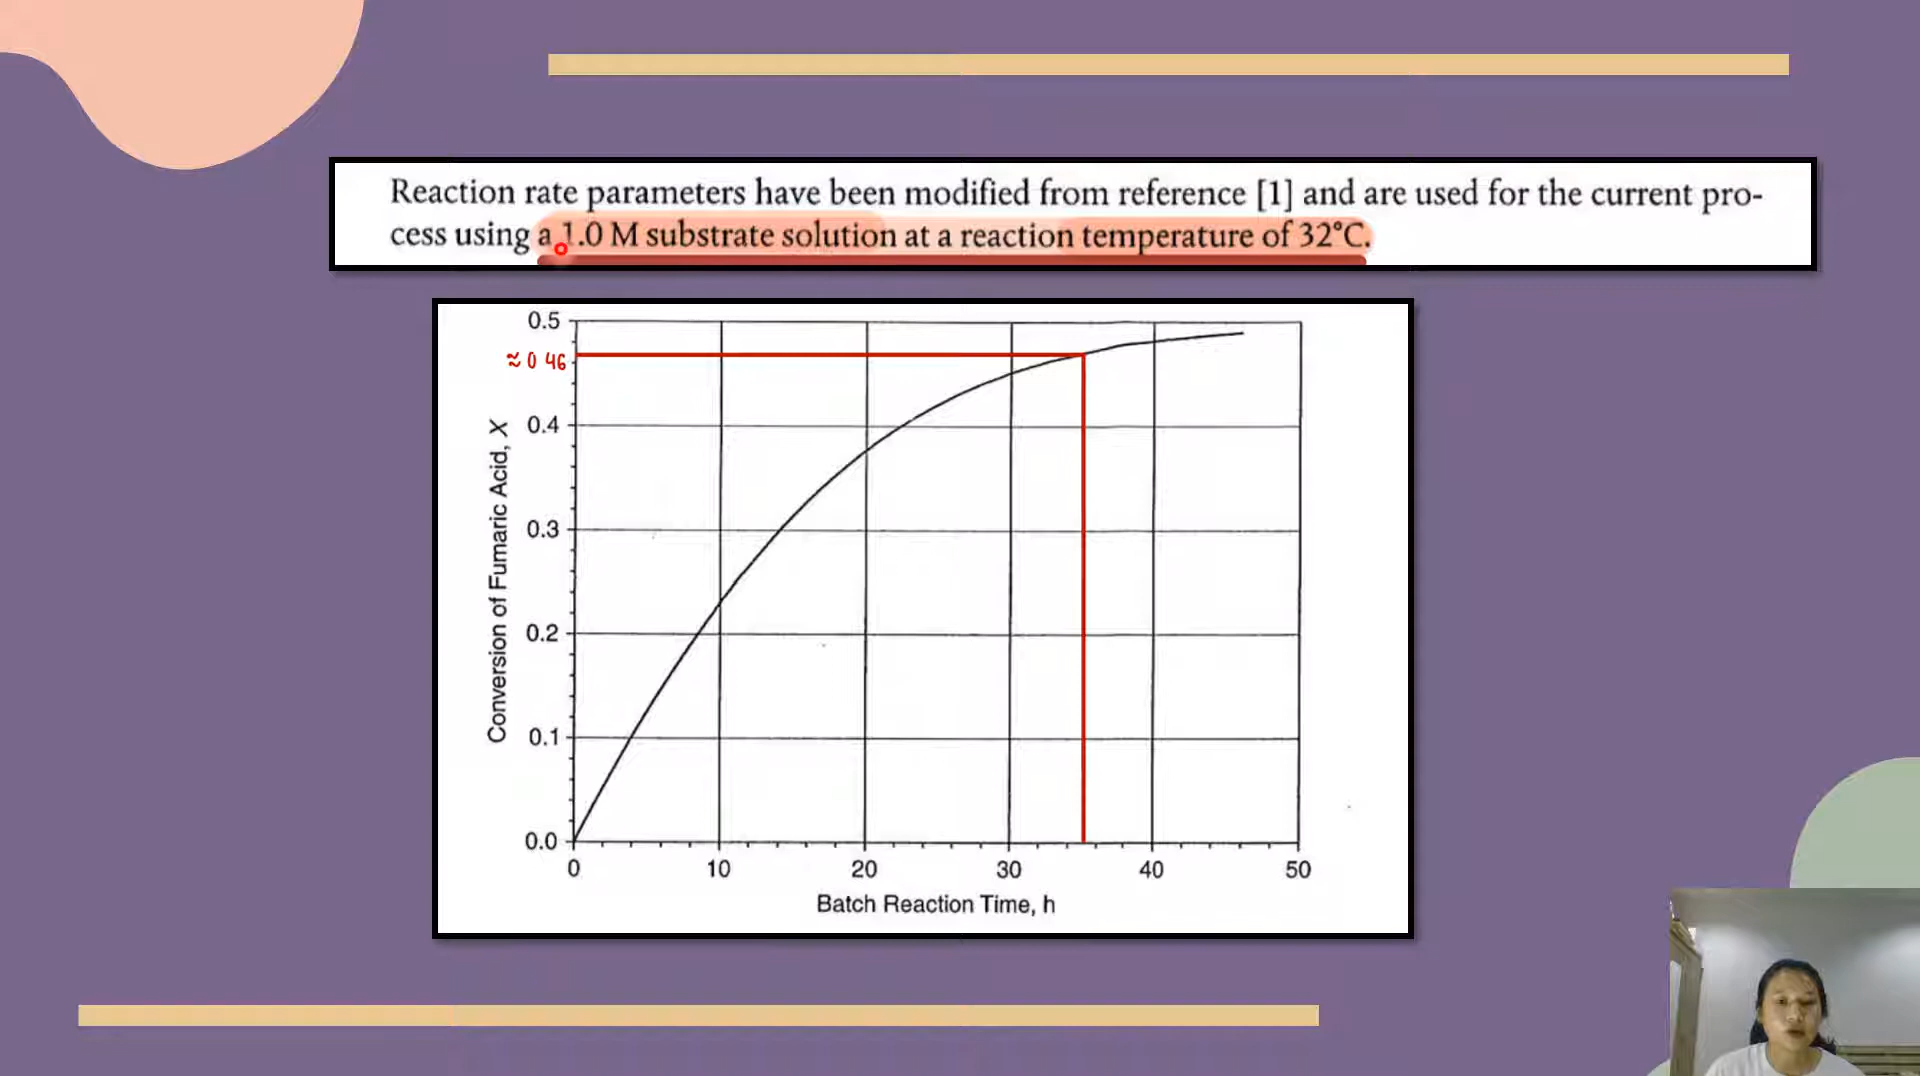 Reaction rate parameters have been modified from reference [1] and are used for the current pro-
cess using a 1.0 M substrate solution at a reaction temperature of 32°C.
0.5
≈ 0 46
0.4
0.3
0.2
0.1
0.0
Conversion of Fumaric Acid, X
0 10 20 30 40 50
Batch Reaction Time, h